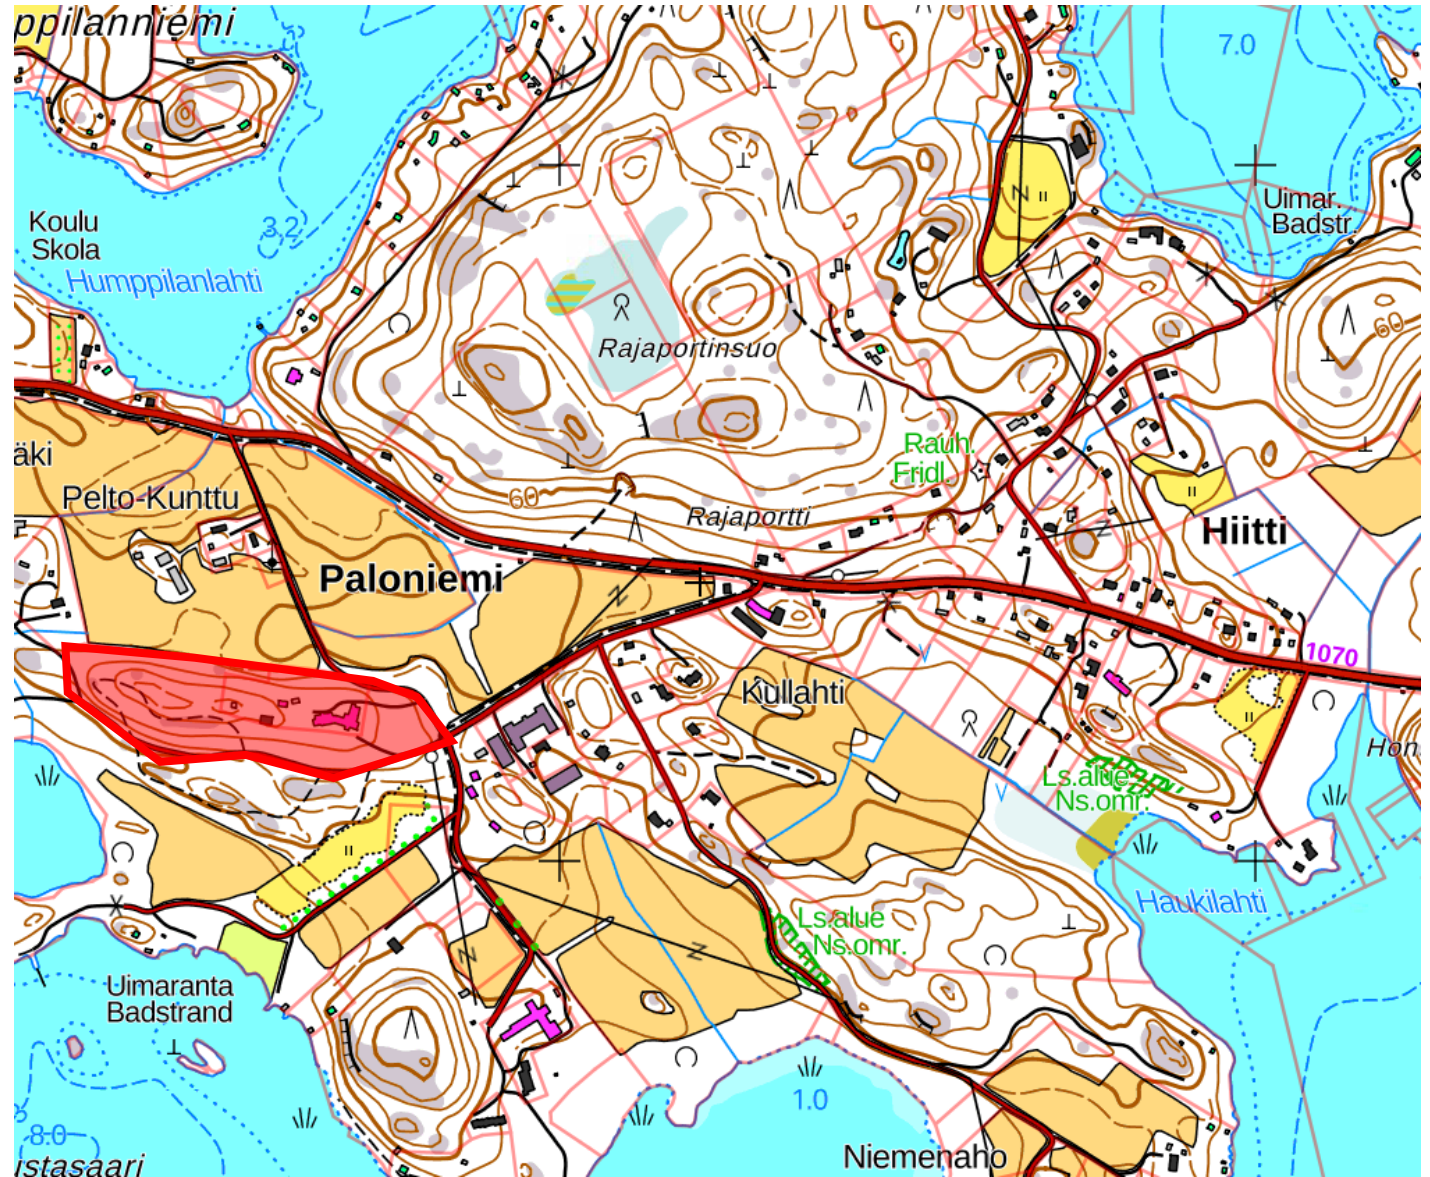 ppilanniemi
7.0
3.2
Koulu
Skola
Humppilanlahti
Uimar.
Badstr.
60
Rajaportinsuo
äki
Rauh.
Fridl.
Pelto-Kunttu
60
Rajaportti
Hiitti
Paloniemi
1070
Kullahti
Hon
Ls.alue
Ns.omr.
Haukilahti
Ls.alue
Ns.omr.
Uimaranta
Badstrand
1.0
8.0
ustasaari
Niemenaho